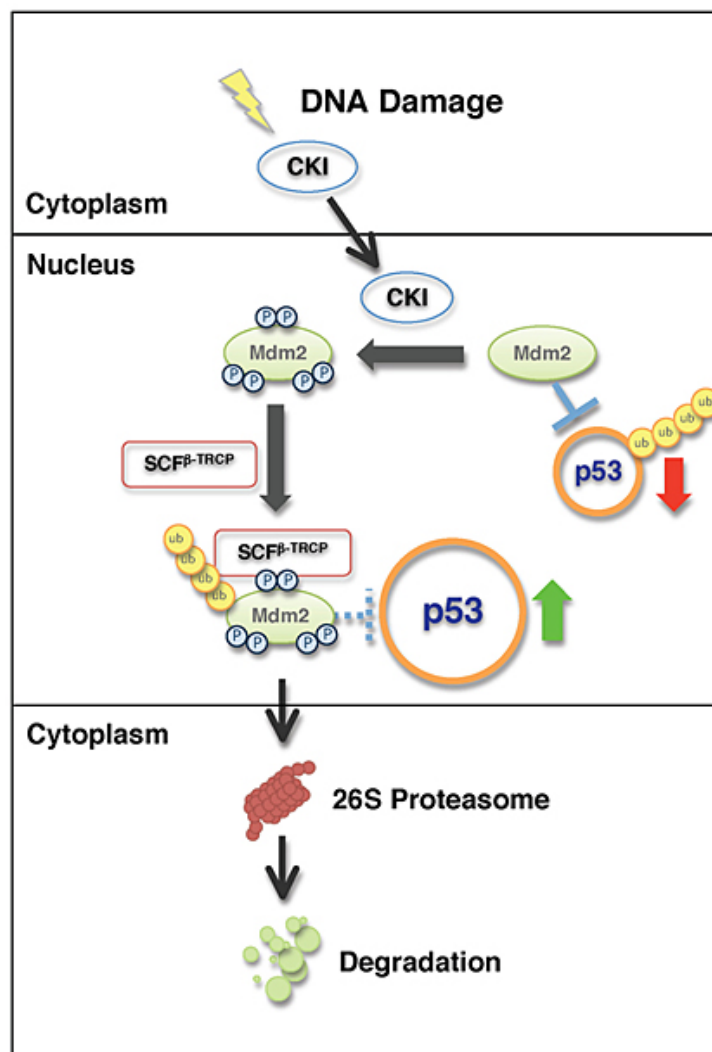 DNA Damage
CKI
Cytoplasm
Nucleus
CKI
P P
Mdm2
P P P P
Mdm2
ub ub ub ub
p53
SCFβ-TRCP
ub ub ub ub
SCFβ-TRCP
P P
Mdm2
P P P P
p53
Cytoplasm
26S Proteasome
Degradation